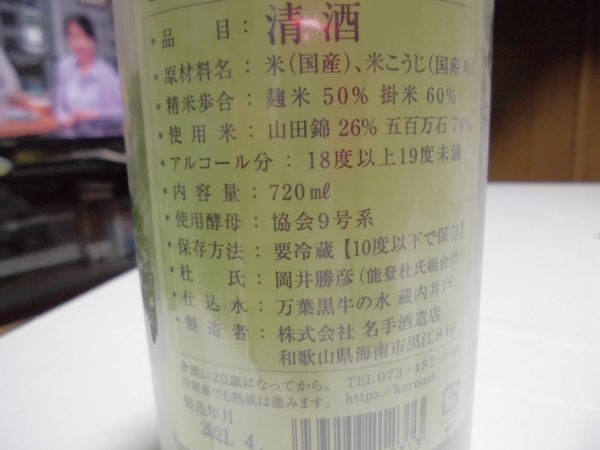 ・品目：清酒
・原材料名：米（国産）、米こうじ（国産米）
・精米歩合：麹米 50% 掛米 60%
・使用米：山田錦 26% 五百万石 74%
・アルコール分：18度以上19度未満
・内容量：720㎖
・使用酵母：協会9号系
・保存方法：要冷蔵【10度以下で保存】
・杜氏：岡井勝彦（能登杜氏組合
・仕込水：万葉黒牛の水 蔵内井戸
・製造者：株式会社 名手酒造店
和歌山県海南市黒江846
飲酒は20歳になってから。
冷蔵庫でも熟成は進みます。
TEL 073-482-
https://kuroushi
製造年月
2021. 4.